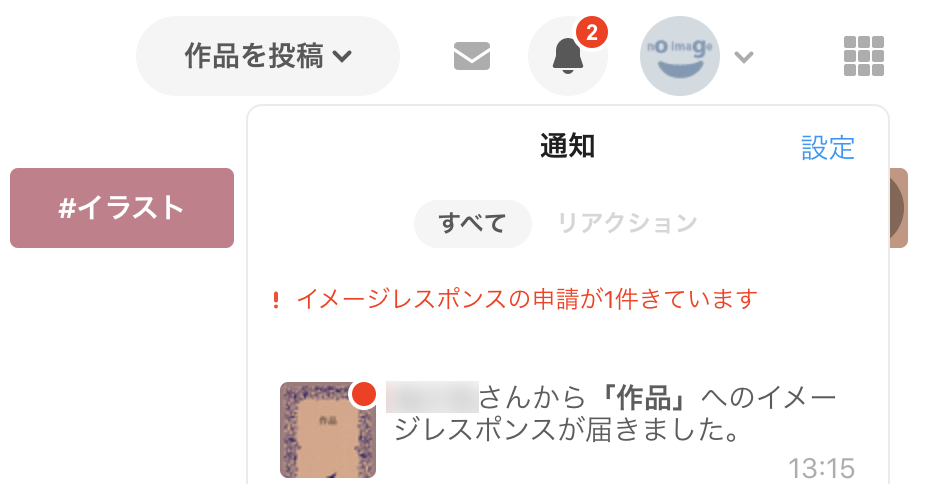 作品を投稿
2
no image
通知
設定
#イラスト
すべて
リアクション
! イメージレスポンスの申請が1件きています
さんから「作品」へのイメー
ジレスポンスが届きました。
作品
13:15